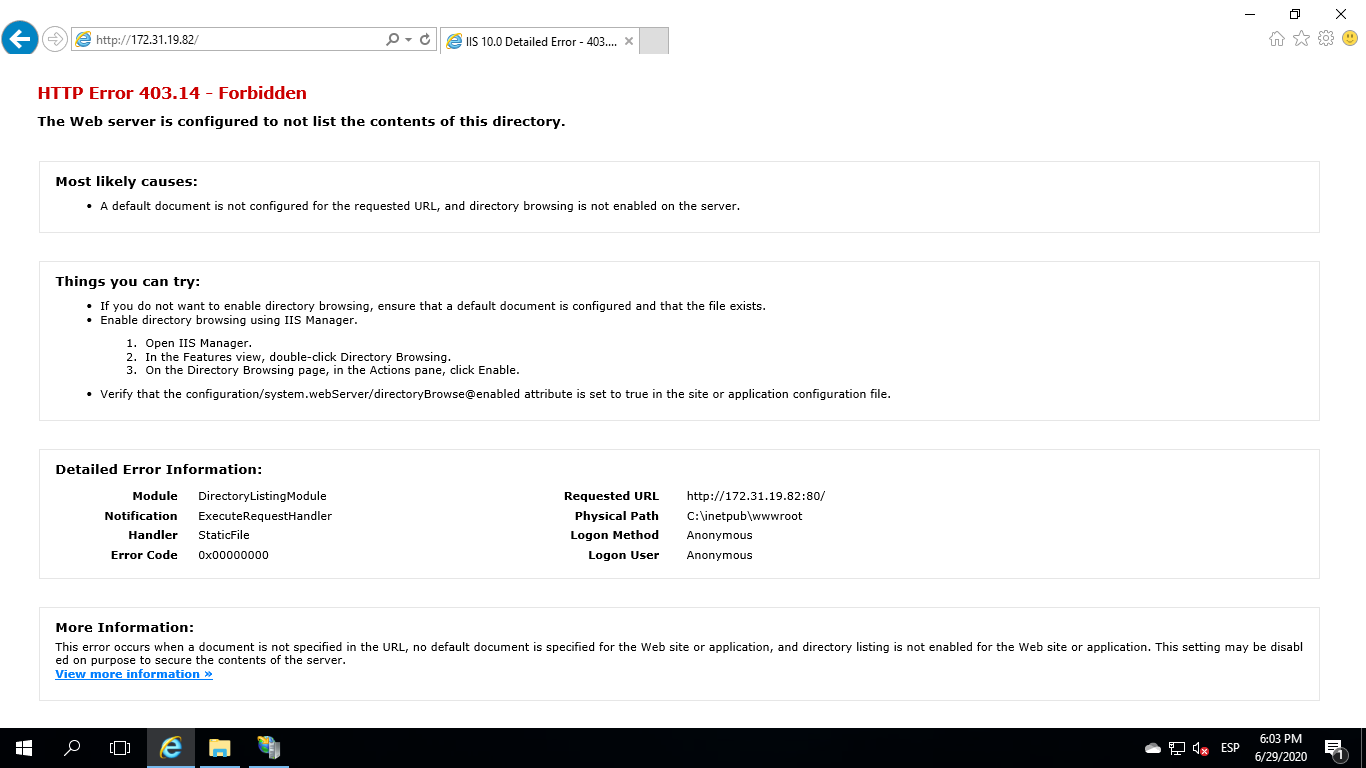 http://172.31.19.82/
IIS 10.0 Detailed Error - 403....
HTTP Error 403.14 - Forbidden
The Web server is configured to not list the contents of this directory.
Most likely causes:
• A default document is not configured for the requested URL, and directory browsing is not enabled on the server.
Things you can try:
• If you do not want to enable directory browsing, ensure that a default document is configured and that the file exists.
• Enable directory browsing using IIS Manager.
1. Open IIS Manager.
2. In the Features view, double-click Directory Browsing.
3. On the Directory Browsing page, in the Actions pane, click Enable.
• Verify that the configuration/system.webServer/directoryBrowse@enabled attribute is set to true in the site or application configuration file.
Detailed Error Information:
Module DirectoryListingModule
Notification ExecuteRequestHandler
Handler StaticFile
Error Code 0x00000000
Requested URL http://172.31.19.82:80/
Physical Path C:\inetpub\wwwroot
Logon Method Anonymous
Logon User Anonymous
More Information:
This error occurs when a document is not specified in the URL, no default document is specified for the Web site or application, and directory listing is not enabled for the Web site or application. This setting may be disabl
ed on purpose to secure the contents of the server.
View more information »
ESP
6:03 PM
6/29/2020
1